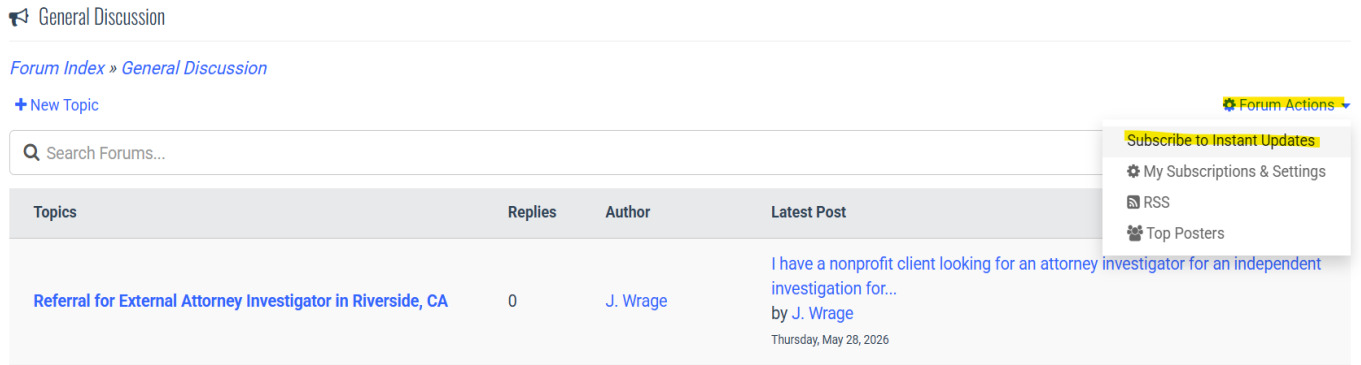 General Discussion
Forum Index » General Discussion
New Topic
Forum Actions
Search Forums...
Subscribe to Instant Updates
My Subscriptions & Settings
RSS
Top Posters
Topics Replies Author Latest Post
I have a nonprofit client looking for an attorney investigator for an independent
investigation for...
Referral for External Attorney Investigator in Riverside, CA 0 J. Wrage
by J. Wrage
Thursday, May 28, 2026